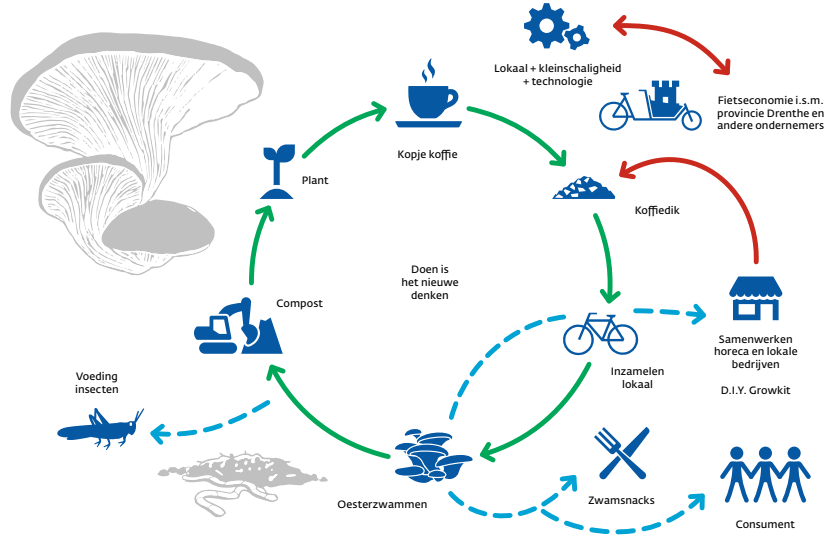 Lokaal + kleinschaligheid
+ technologie
Fietseconomie i.s.m.
provincie Drenthe en
andere ondernemers
Kopje koffie
Plant
Koffiedik
Doen is
het nieuwe
denken
Compost
Samenwerken
horeca en lokale
bedrijven
D.I.Y. Growkit
Inzamelen
lokaal
Voeding
insecten
Oesterzwammen
Zwamsnacks
Consument